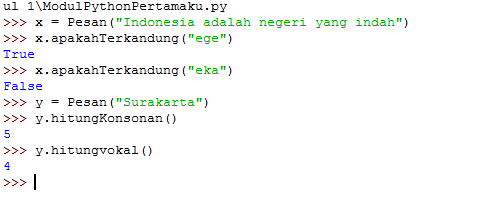 ul 1\ModulPythonPertamaku.py
>>> x = Pesan("Indonesia adalah negeri yang indah")
>>> x.apakahTerkandung("ege")
True
>>> x.apakahTerkandung("eka")
False
>>> y = Pesan("Surakarta")
>>> y.hitungKonsonan()
5
>>> y.hitungvokal()
4
>>>